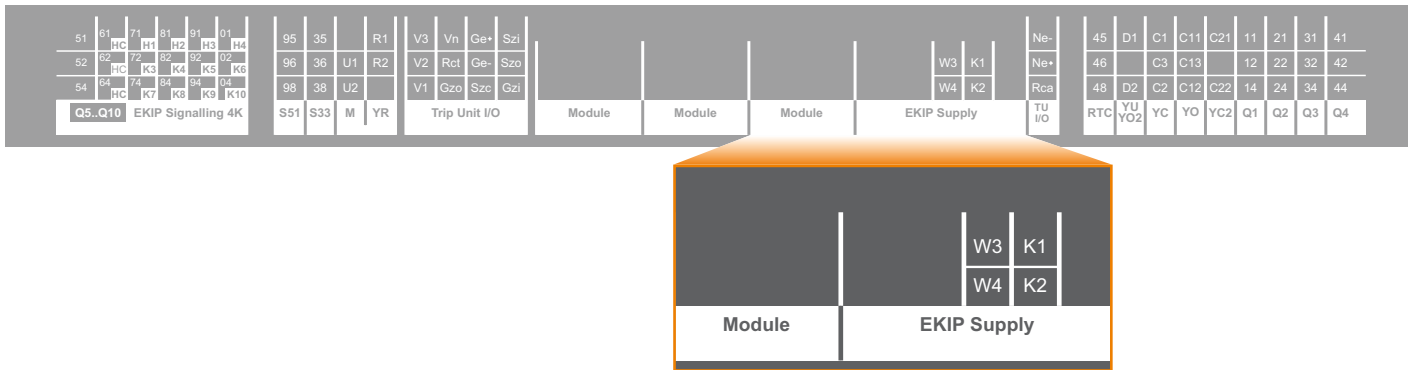 51 61 HC 71 H1 81 H2 91 H3 01 H4 95 35 R1 V3 Vn Ge+ Szi Ne- 45 D1 C1 C11 C21 11 21 31 41
52 62 HC 72 K3 82 K4 92 K5 02 K6 96 36 U1 R2 V2 Rct Ge- Szo W3 K1 Ne+ 46 C3 C13 12 22 32 42
54 64 HC 74 K7 84 K8 94 K9 04 K10 98 38 U2 V1 Gzo Szc Gzi W4 K2 Rca 48 D2 C2 C12 C22 14 24 34 44
Q5..Q10 EKIP Signalling 4K S51 S33 M YR Trip Unit I/O Module Module Module EKIP Supply TU I/O RTC YU YO2 YC YO YC2 Q1 Q2 Q3 Q4
W3 K1
W4 K2
Module EKIP Supply